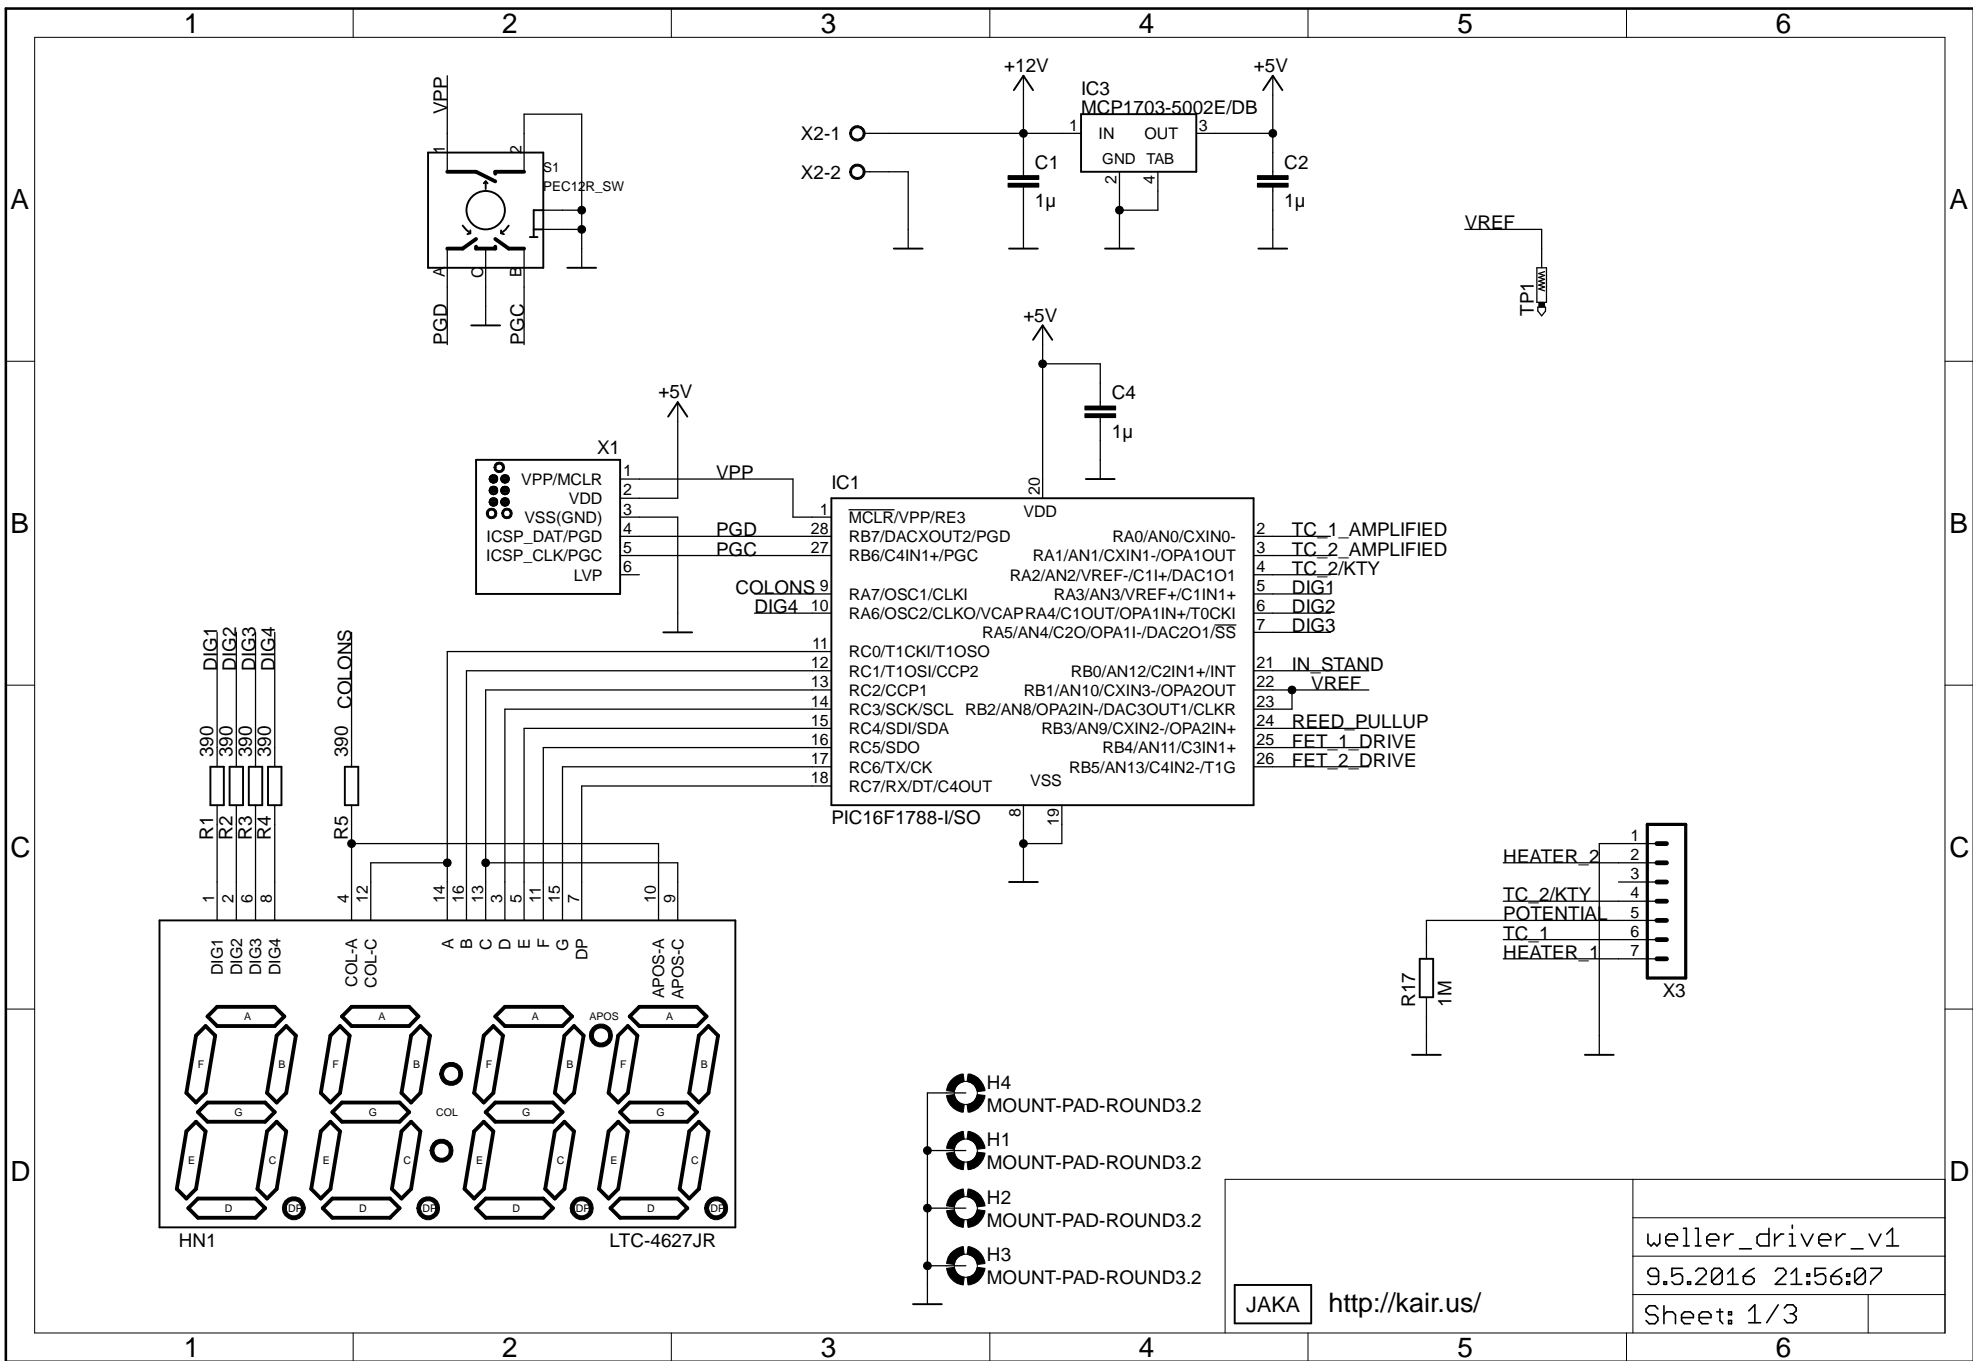 1 2 3 4 5 6
A
A
B
B
C
C
D
D
VPP
1
2
S1
PEC12R_SW
A
C
B
PGD
PGC
+12V
+5V
IC3
MCP1703-5002E/DB
X2-1
X2-2
1 IN OUT 3
GND TAB
2 4
C1
1µ
C2
1µ
VREF
TP1
+5V
C4
1µ
+5V
X1
VPP/MCLR 1 VPP
VDD 2
VSS(GND) 3
ICSP_DAT/PGD 4 PGD
ICSP_CLK/PGC 5 PGC
LVP 6
IC1
20
VDD
1 MCLR/VPP/RE3
28 RB7/DACXOUT2/PGD
27 RB6/C4IN1+/PGC
COLONS 9 RA7/OSC1/CLKI
DIG4 10 RA6/OSC2/CLKO/VCAP
11 RC0/T1CKI/T1OSO
12 RC1/T1OSI/CCP2
13 RC2/CCP1
14 RC3/SCK/SCL
15 RC4/SDI/SDA
16 RC5/SDO
17 RC6/TX/CK
18 RC7/RX/DT/C4OUT
RA0/AN0/CXIN0- 2 TC_1_AMPLIFIED
RA1/AN1/CXIN1-/OPA1OUT 3 TC_2_AMPLIFIED
RA2/AN2/VREF-/C1I+/DAC1O1 4 TC_2/KTY
RA3/AN3/VREF+/C1IN1+ 5 DIG1
RA4/C1OUT/OPA1IN+/T0CKI 6 DIG2
RA5/AN4/C2O/OPA1I-/DAC2O1/SS 7 DIG3
RB0/AN12/C2IN1+/INT 21 IN_STAND
RB1/AN10/CXIN3-/OPA2OUT 22 VREF
RB2/AN8/OPA2IN-/DAC3OUT1/CLKR 23
RB3/AN9/CXIN2-/OPA2IN+ 24 REED_PULLUP
RB4/AN11/C3IN1+ 25 FET_1_DRIVE
RB5/AN13/C4IN2-/T1G 26 FET_2_DRIVE
VSS
8 19
PIC16F1788-I/SO
DIG1 DIG2 DIG3 DIG4 COLONS
390 390 390 390 390
R1 R2 R3 R4 R5
1 2 6 8 4 12 14 16 13 3 5 11 15 7 10 9
DIG1 DIG2 DIG3 DIG4 COL-A COL-C A B C D E F G DP APOS-A APOS-C
A A A APOS A
F B F B F B F B
G G COL G G
E C E C E C E C
D DP D DP D DP D DP
HN1 LTC-4627JR
1
HEATER_2 2
3
TC_2/KTY 4
POTENTIAL 5
TC_1 6
HEATER_1 7
X3
R17
1M
H4
MOUNT-PAD-ROUND3.2
H1
MOUNT-PAD-ROUND3.2
H2
MOUNT-PAD-ROUND3.2
H3
MOUNT-PAD-ROUND3.2
weller_driver_v1
9.5.2016 21:56:07
Sheet: 1/3
JAKA http://kair.us/
1 2 3 4 5 6